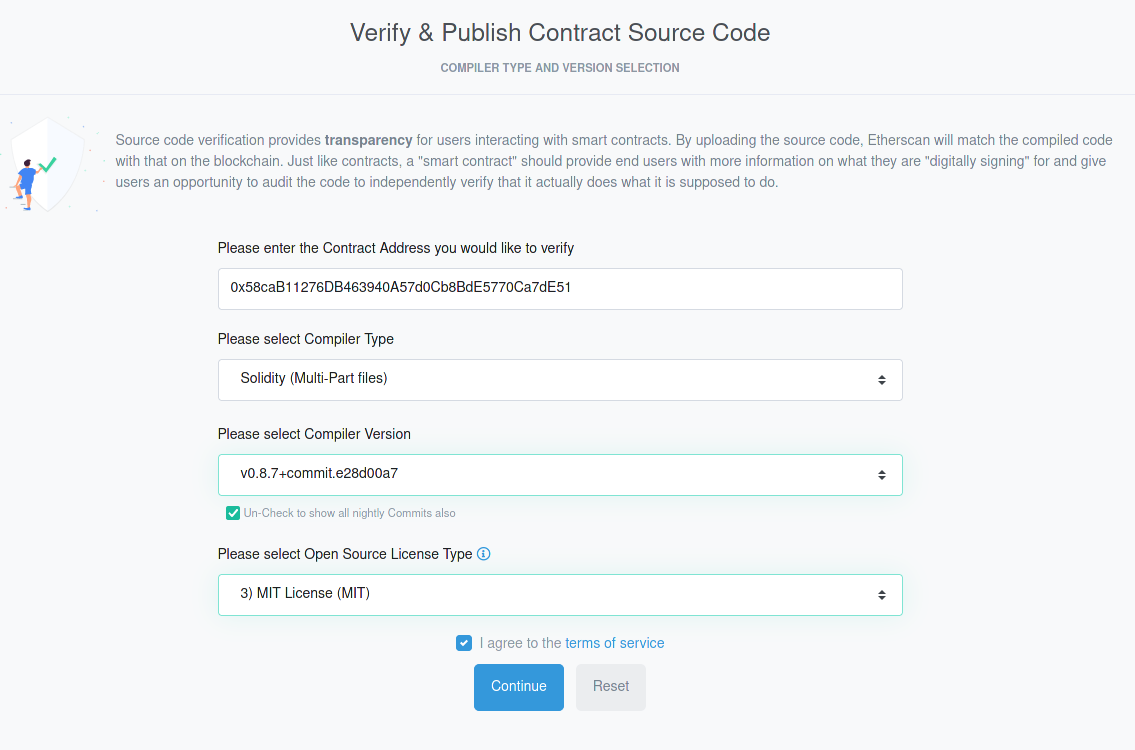 Verify & Publish Contract Source Code
COMPILER TYPE AND VERSION SELECTION
Source code verification provides transparency for users interacting with smart contracts. By uploading the source code, Etherscan will match the compiled code
with that on the blockchain. Just like contracts, a "smart contract" should provide end users with more information on what they are "digitally signing" for and give
users an opportunity to audit the code to independently verify that it actually does what it is supposed to do.
Please enter the Contract Address you would like to verify
0x58caB11276DB463940A57d0Cb8BdE5770Ca7dE51
Please select Compiler Type
Solidity (Multi-Part files)
Please select Compiler Version
v0.8.7+commit.e28d00a7
Un-Check to show all nightly Commits also
Please select Open Source License Type
3) MIT License (MIT)
I agree to the terms of service
Continue Reset